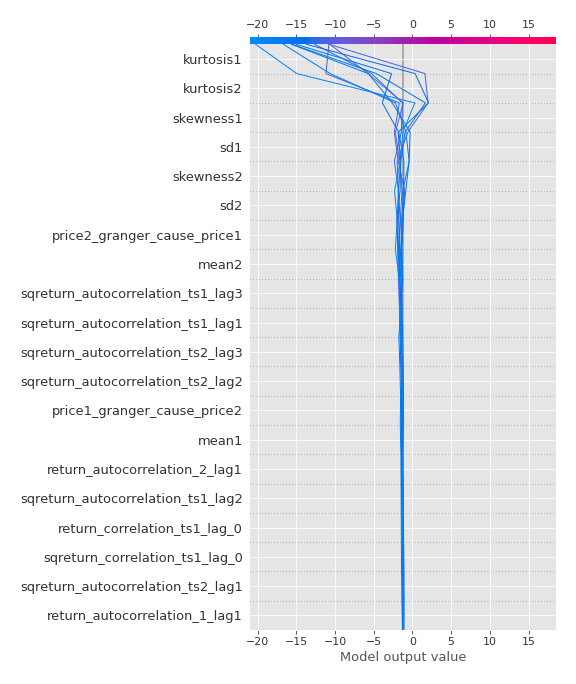 −20 −15 −10 −5 0 5 10 15
kurtosis1
kurtosis2
skewness1
sd1
skewness2
sd2
price2_granger_cause_price1
mean2
sqreturn_autocorrelation_ts1_lag3
sqreturn_autocorrelation_ts1_lag1
sqreturn_autocorrelation_ts2_lag3
sqreturn_autocorrelation_ts2_lag2
price1_granger_cause_price2
mean1
return_autocorrelation_2_lag1
sqreturn_autocorrelation_ts1_lag2
return_correlation_ts1_lag_0
sqreturn_correlation_ts1_lag_0
sqreturn_autocorrelation_ts2_lag1
return_autocorrelation_1_lag1
−20 −15 −10 −5 0 5 10 15
Model output value